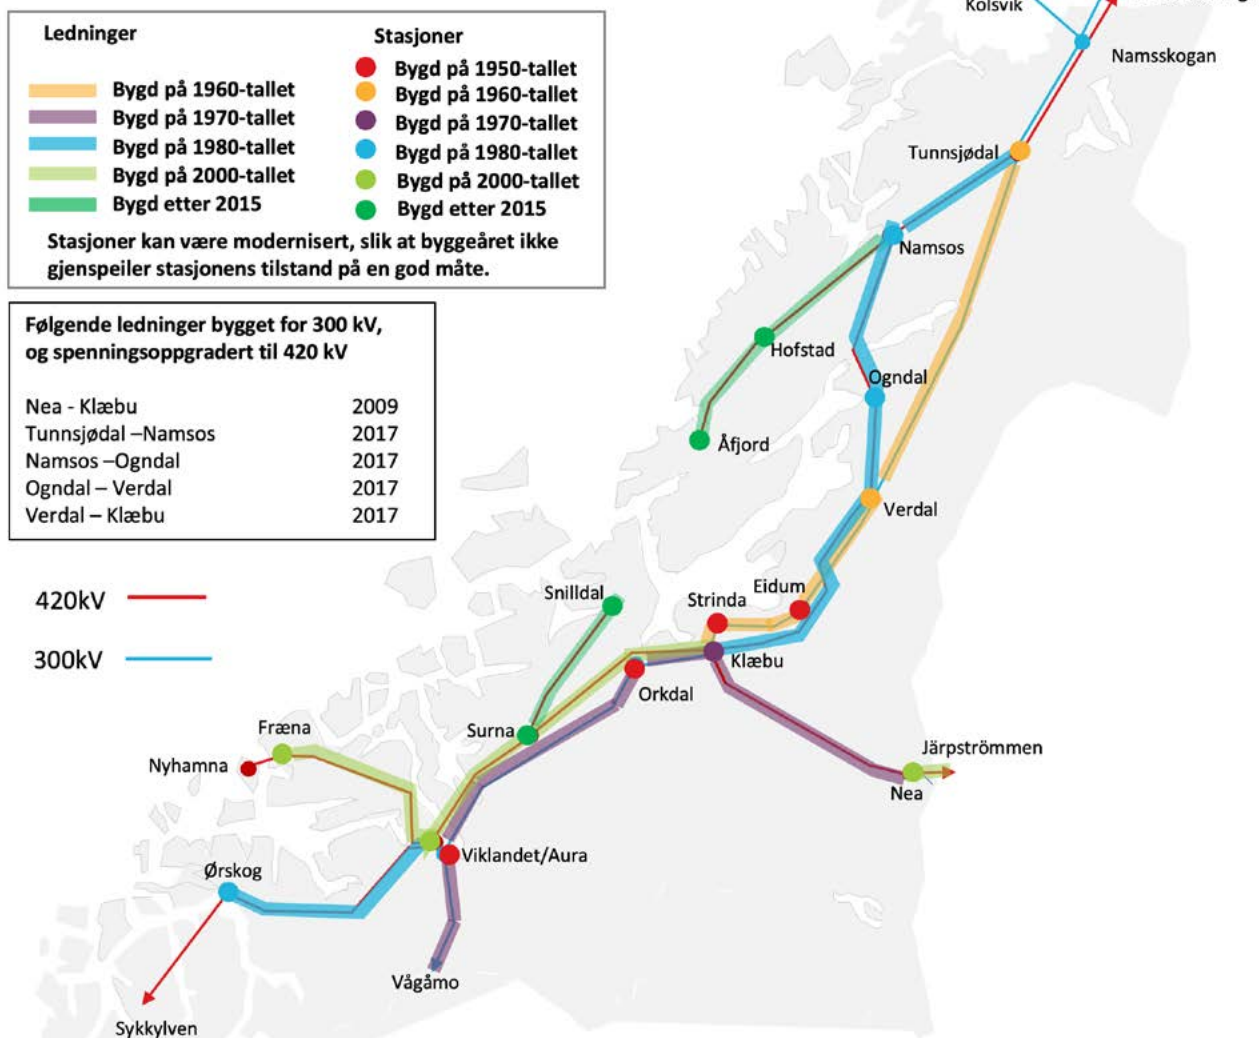 Ledninger
Bygd på 1960-tallet
Bygd på 1970-tallet
Bygd på 1980-tallet
Bygd på 2000-tallet
Bygd etter 2015
Stasjoner
Bygd på 1950-tallet
Bygd på 1960-tallet
Bygd på 1970-tallet
Bygd på 1980-tallet
Bygd på 2000-tallet
Bygd etter 2015
Stasjoner kan være modernisert, slik at byggeåret ikke
gjenspeiler stasjonens tilstand på en god måte.
Følgende ledninger bygget for 300 kV,
og spenningsoppgradert til 420 kV
Nea - Klæbu 2009
Tunnsjødal –Namsos 2017
Namsos –Ogndal 2017
Ogndal – Verdal 2017
Verdal – Klæbu 2017
420kV
300kV
Kolsvik
Namsskogan
Tunnsjødal
Namsos
Hofstad
Ogndal
Åfjord
Verdal
Snilldal
Eidum
Strinda
Klæbu
Orkdal
Fræna
Surna
Nyhamna
Järpströmmen
Nea
Viklandet/Aura
Ørskog
Vågåmo
Sykkylven